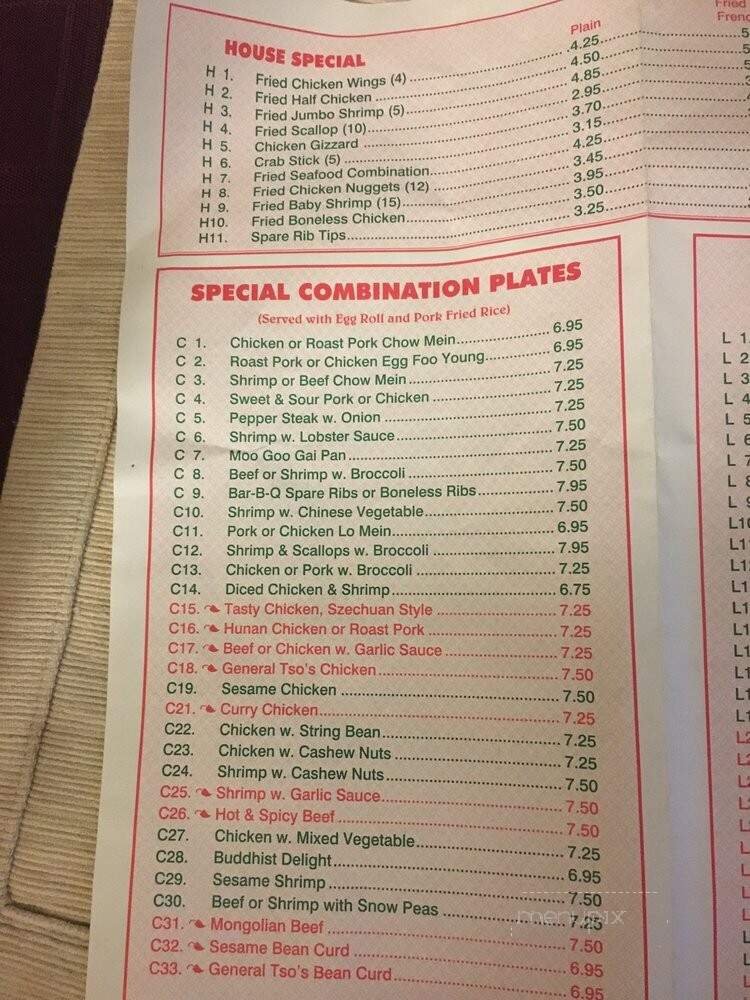 HOUSE SPECIAL
Plain
Fried
Frenc
H 1. Fried Chicken Wings (4) 4.25
H 2. Fried Half Chicken 4.50
H 3. Fried Jumbo Shrimp (5) 4.85
H 4. Fried Scallop (10) 2.95
H 5. Chicken Gizzard 3.70
H 6. Crab Stick (5) 3.15
H 7. Fried Seafood Combination 4.25
H 8. Fried Chicken Nuggets (12) 3.45
H 9. Fried Baby Shrimp (15) 3.95
H10. Fried Boneless Chicken 3.50
H11. Spare Rib Tips 3.25
SPECIAL COMBINATION PLATES
(Served with Egg Roll and Pork Fried Rice)
C 1. Chicken or Roast Pork Chow Mein 6.95
C 2. Roast Pork or Chicken Egg Foo Young 6.95
C 3. Shrimp or Beef Chow Mein 7.25
C 4. Sweet & Sour Pork or Chicken 7.25
C 5. Pepper Steak w. Onion 7.25
C 6. Shrimp w. Lobster Sauce 7.50
C 7. Moo Goo Gai Pan 7.25
C 8. Beef or Shrimp w. Broccoli 7.50
C 9. Bar-B-Q Spare Ribs or Boneless Ribs 7.95
C10. Shrimp w. Chinese Vegetable 7.50
C11. Pork or Chicken Lo Mein 6.95
C12. Shrimp & Scallops w. Broccoli 7.95
C13. Chicken or Pork w. Broccoli 7.25
C14. Diced Chicken & Shrimp 6.75
C15. Tasty Chicken, Szechuan Style 7.25
C16. Hunan Chicken or Roast Pork 7.25
C17. Beef or Chicken w. Garlic Sauce 7.25
C18. General Tso's Chicken 7.50
C19. Sesame Chicken 7.50
C21. Curry Chicken 7.25
C22. Chicken w. String Bean 7.25
C23. Chicken w. Cashew Nuts 7.25
C24. Shrimp w. Cashew Nuts 7.50
C25. Shrimp w. Garlic Sauce 7.50
C26. Hot & Spicy Beef 7.50
C27. Chicken w. Mixed Vegetable 7.25
C28. Buddhist Delight 6.95
C29. Sesame Shrimp 7.50
C30. Beef or Shrimp with Snow Peas 7.25
C31. Mongolian Beef 7.50
C32. Sesame Bean Curd 6.95
C33. General Tso's Bean Curd 6.95
L 1
L 2
L 3
L 4
L 5
L 6
L 7
L 8
L 9
menupix